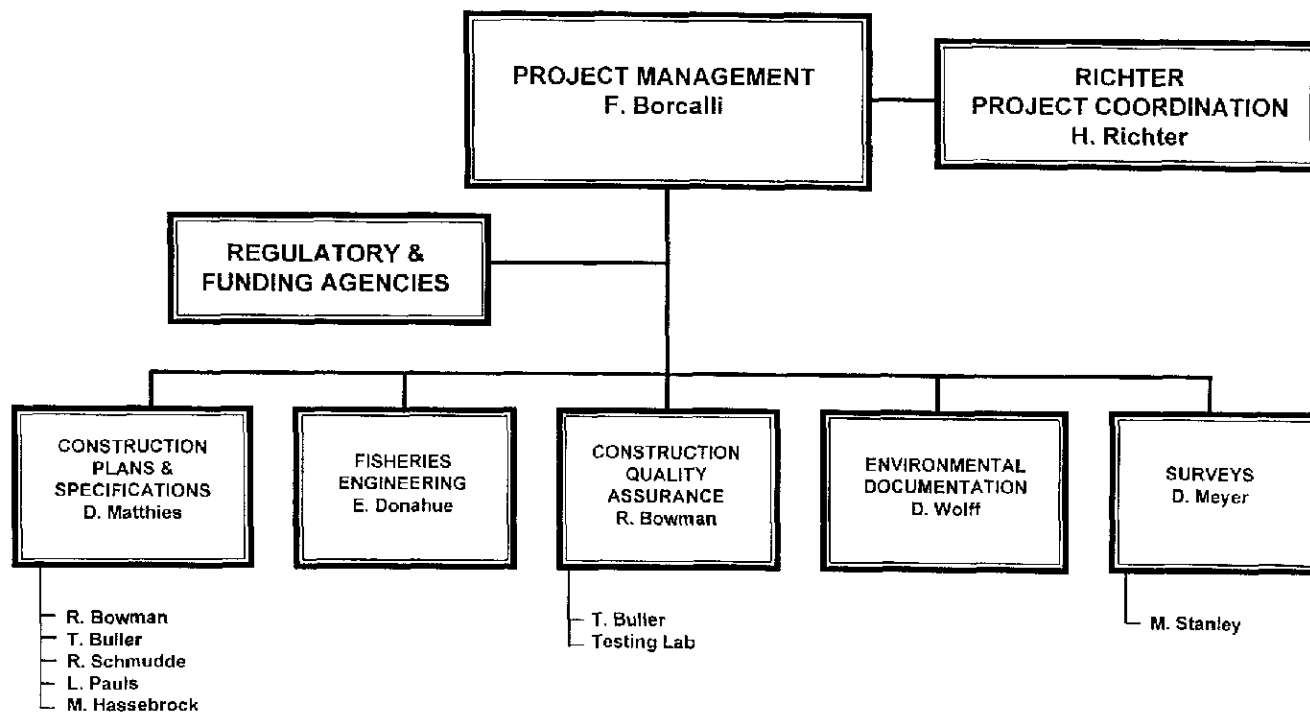 PROJECT MANAGEMENT
F. Borcalli
RICHTER
PROJECT COORDINATION
H. Richter
REGULATORY &
FUNDING AGENCIES
CONSTRUCTION
PLANS &
SPECIFICATIONS
D. Matthies
FISHERIES
ENGINEERING
E. Donahue
CONSTRUCTION
QUALITY
ASSURANCE
R. Bowman
ENVIRONMENTAL
DOCUMENTATION
D. Wolff
SURVEYS
D. Meyer
R. Bowman
T. Buller
R. Schmudde
L. Pauls
M. Hassebrock
T. Buller
Testing Lab
M. Stanley